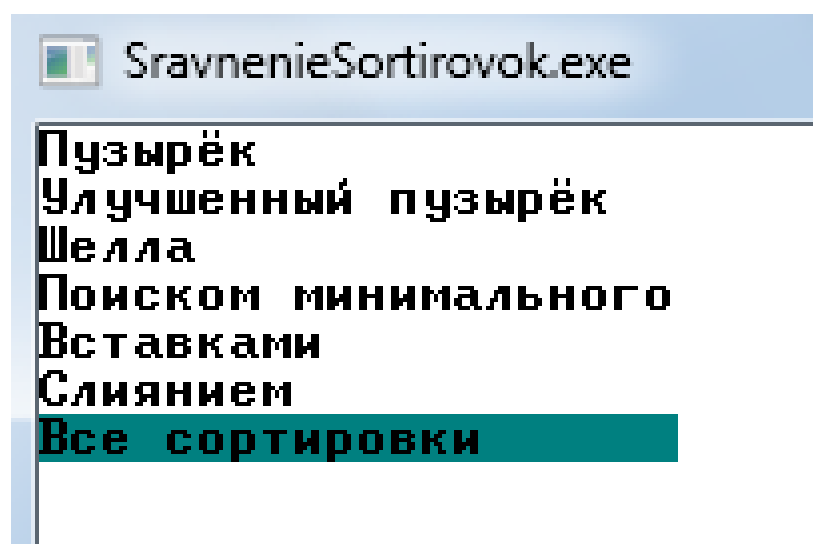 SravnenieSortirovok.exe
Пузырёк
Улучшенный пузырёк
Шелла
Поиском минимального
Вставками
Слиянием
Все сортировки